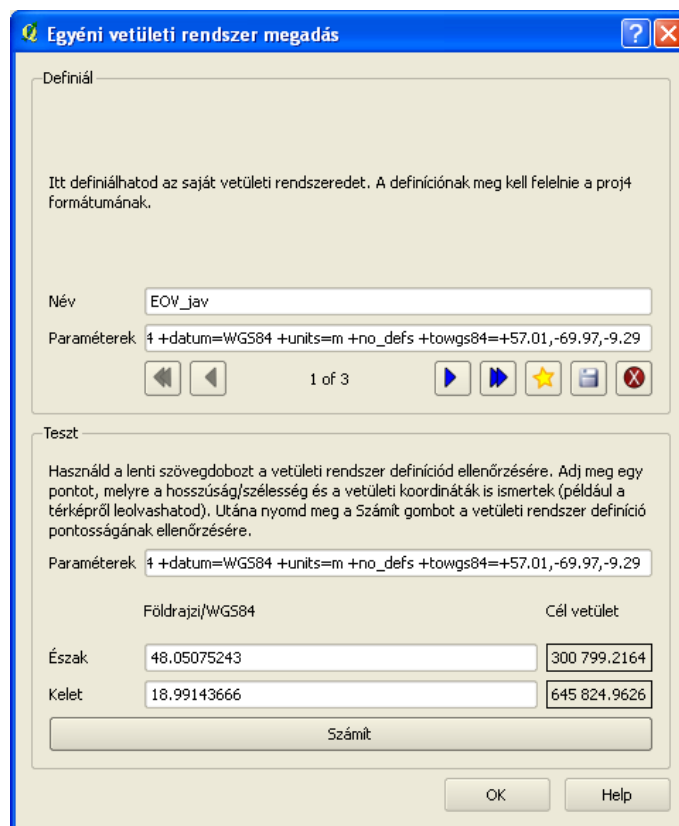 Egyéni vetületi rendszer megadás
Definiál
Itt definiálhatod az saját vetületi rendszeredet. A definíciónak meg kell felelnie a proj4
formátumának.
Név
EOV_jav
Paraméterek
4 +datum=WGS84 +units=m +no_defs +towgs84=+57.01,-69.97,-9.29
1 of 3
Teszt
Használd a lenti szövegdobozt a vetületi rendszer definíciód ellenőrzésére. Adj meg egy
pontot, melyre a hosszúság/szélesség és a vetületi koordináták is ismertek (például a
térképről leolvashatod). Utána nyomd meg a Számít gombot a vetületi rendszer definíció
pontosságának ellenőrzésére.
Paraméterek
4 +datum=WGS84 +units=m +no_defs +towgs84=+57.01,-69.97,-9.29
Földrajzi/WGS84
Cél vetület
Észak
48.05075243
300 799.2164
Kelet
18.99143666
645 824.9626
Számít
OK
Help